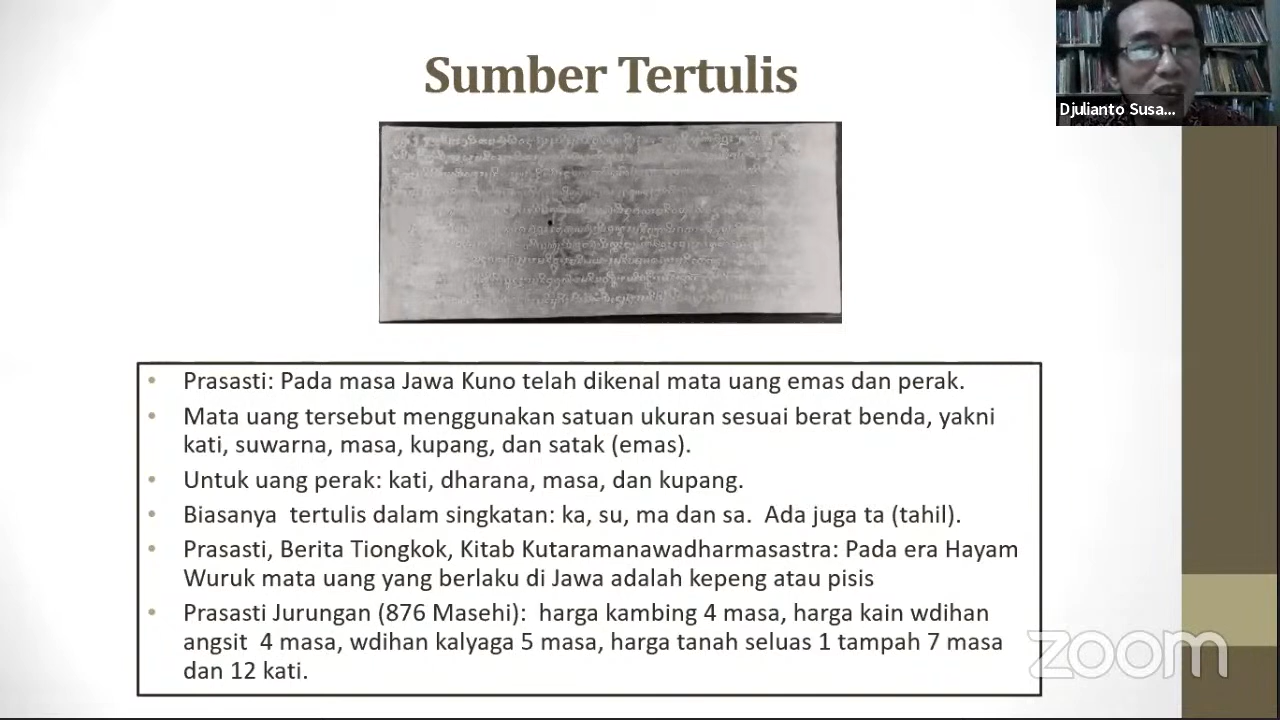 Sumber Tertulis
Djulianto Susa...
• Prasasti: Pada masa Jawa Kuno telah dikenal mata uang emas dan perak.
• Mata uang tersebut menggunakan satuan ukuran sesuai berat benda, yakni
kati, suwarna, masa, kupang, dan satak (emas).
• Untuk uang perak: kati, dharana, masa, dan kupang.
• Biasanya  tertulis dalam singkatan: ka, su, ma dan sa.  Ada juga ta (tahil).
• Prasasti, Berita Tiongkok, Kitab Kutaramanawadharmasastra: Pada era Hayam
Wuruk mata uang yang berlaku di Jawa adalah kepeng atau pisis
• Prasasti Jurungan (876 Masehi):  harga kambing 4 masa, harga kain wdihan
angsit  4 masa, wdihan kalyaga 5 masa, harga tanah seluas 1 tampah 7 masa
dan 12 kati.
zoom